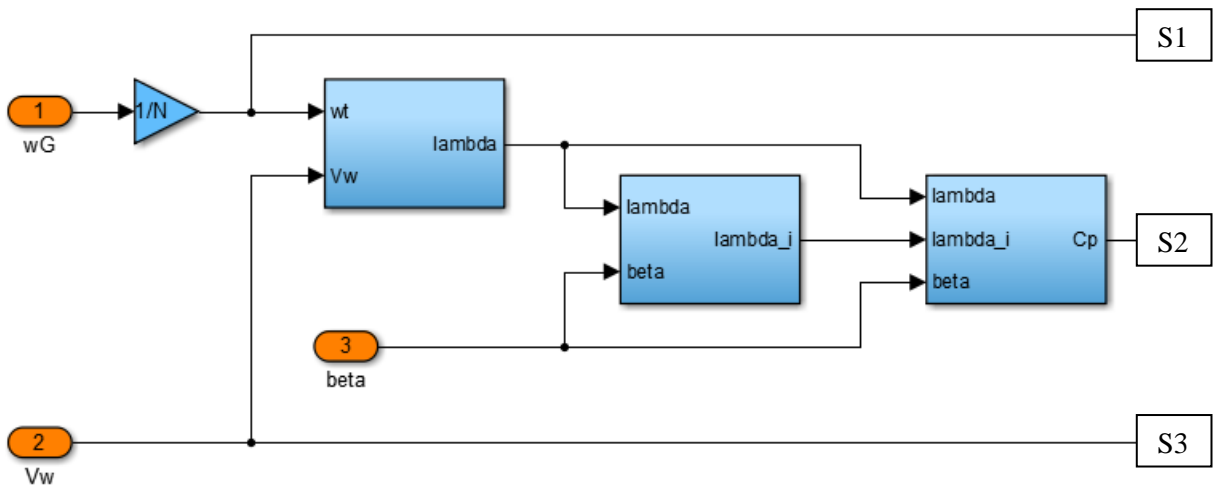 S1
1
1/N
wG
wt
lambda
Vw
lambda
lambda_i
beta
lambda
lambda_i
Cp
beta
S2
3
beta
2
Vw
S3